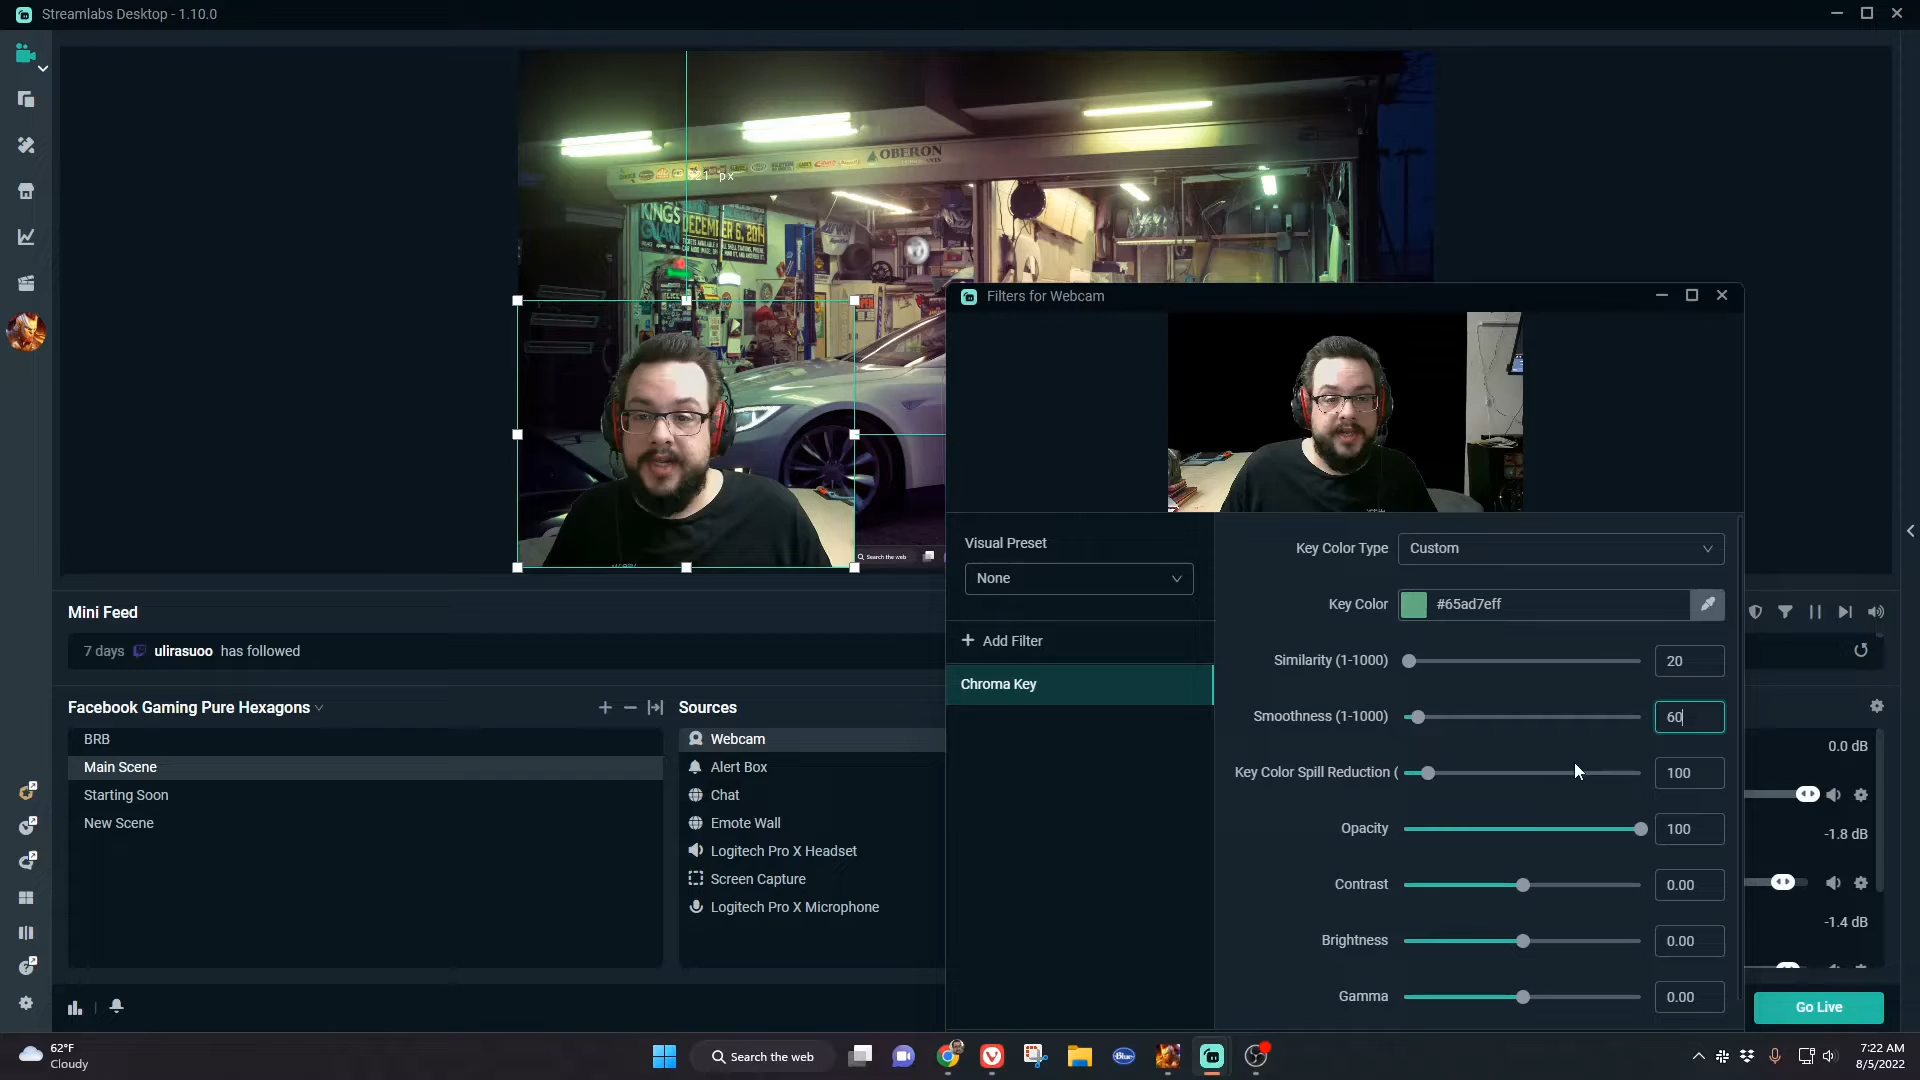 Streamlabs Desktop - 1.10.0
OBERON
321 px
KINGS
DECEMBER 6, 2014
Search the web
Filters for Webcam
Visual Preset
None
Add Filter
Chroma Key
Key Color Type
Custom
Key Color
#65ad7eff
Similarity (1-1000)
20
Smoothness (1-1000)
60
Key Color Spill Reduction (
100
Opacity
100
Contrast
0.00
Brightness
0.00
Gamma
0.00
Mini Feed
7 days ulirasuoo has followed
Facebook Gaming Pure Hexagons
BRB
Main Scene
Starting Soon
New Scene
Sources
Webcam
Alert Box
Chat
Emote Wall
Logitech Pro X Headset
Screen Capture
Logitech Pro X Microphone
0.0 dB
-1.8 dB
-1.4 dB
Go Live
62°F
Cloudy
Search the web
Blue
7:22 AM
8/5/2022